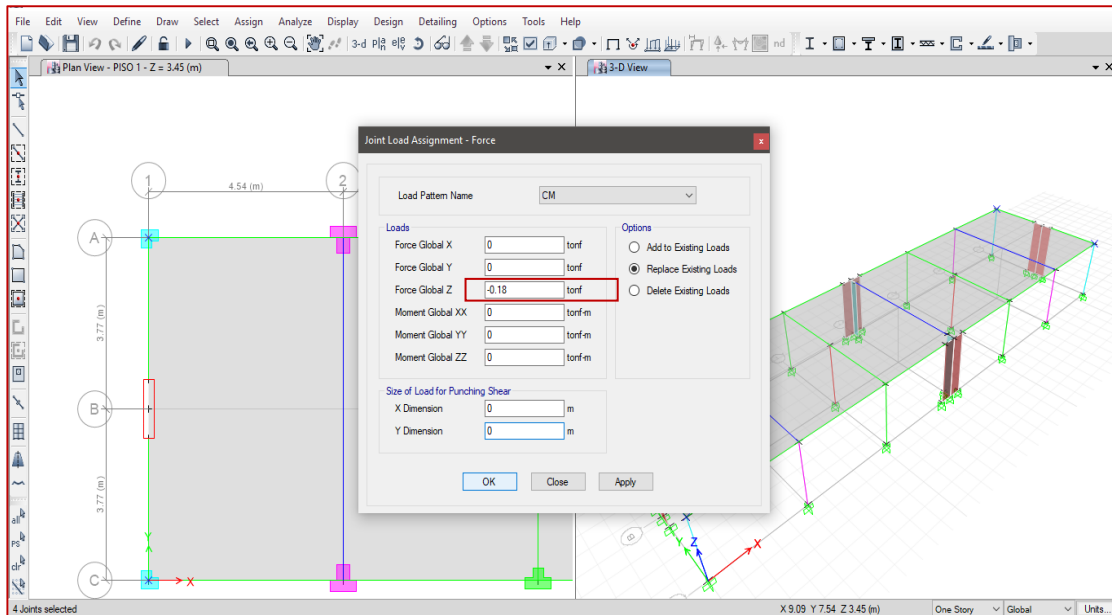 File Edit View Define Draw Select Assign Analyze Display Design Detailing Options Tools Help
3-d plª elº nd
Plan View - PISO 1 - Z = 3.45 (m)
3-D View
Joint Load Assignment - Force
Load Pattern Name CM
Loads
Options
Force Global X 0 tonf
Add to Existing Loads
Force Global Y 0 tonf
Replace Existing Loads
Force Global Z -0.18 tonf
Delete Existing Loads
Moment Global XX 0 tonf-m
Moment Global YY 0 tonf-m
Moment Global ZZ 0 tonf-m
Size of Load for Punching Shear
X Dimension 0 m
Y Dimension 0 m
OK Close Apply
1 2
4.54 (m)
A
3.77 (m)
B
3.77 (m)
C
Y
X
B
Y Z X
all
ps
clr
4 Joints selected
X 9.09 Y 7.54 Z 3.45 (m)
One Story Global Units...